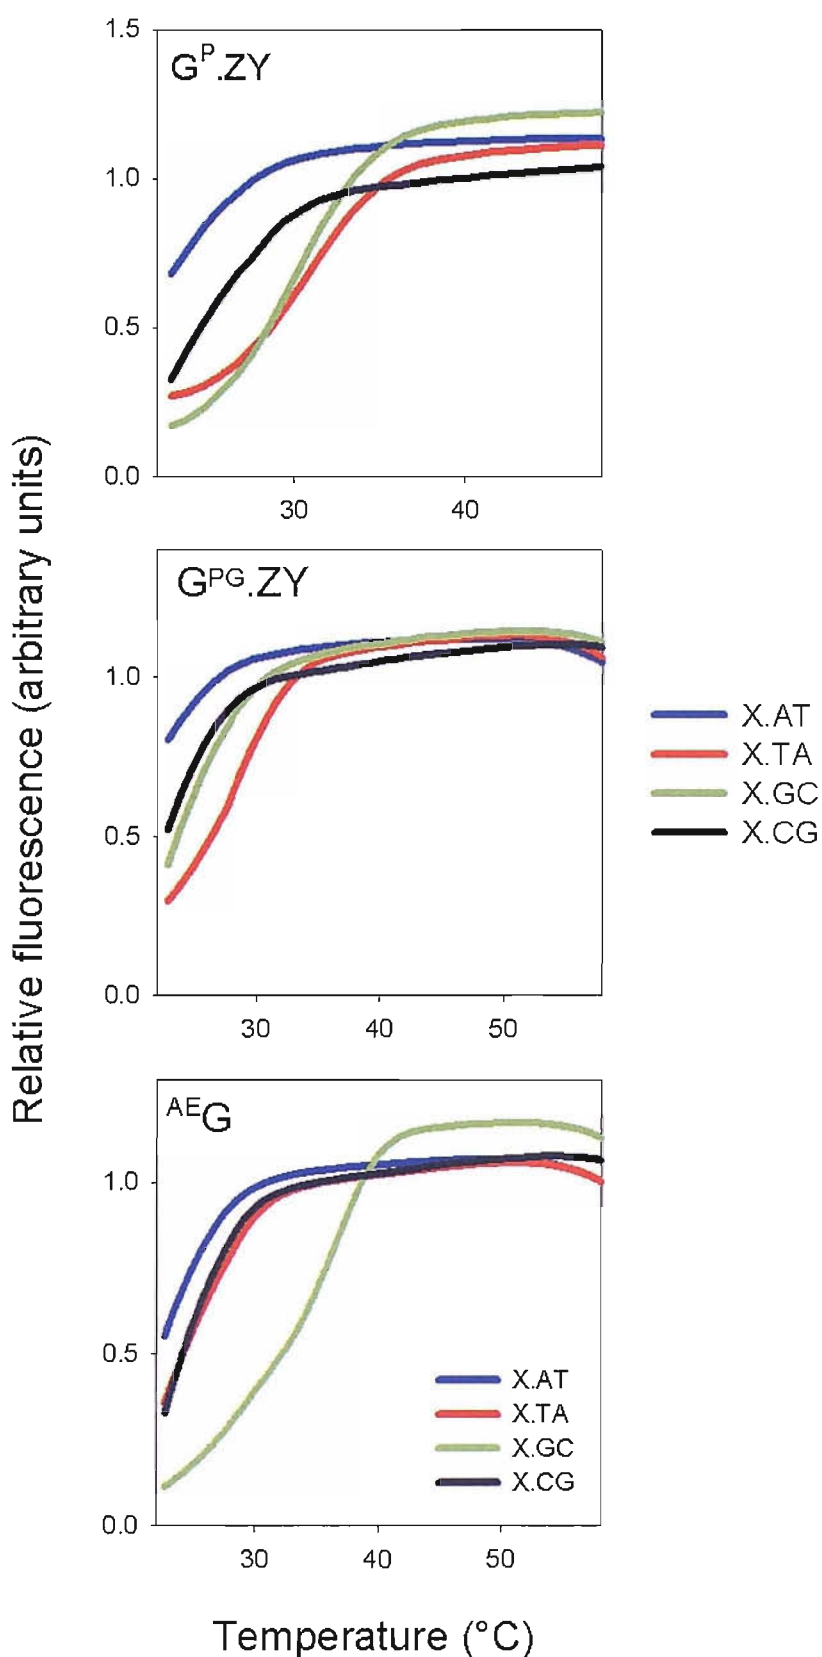 1.5
Gᴾ.ZY
1.0
0.5
0.0
30 40
Gᴾᴳ.ZY
1.0
0.5
0.0
30 40 50
X.AT
X.TA
X.GC
X.CG
ᴬᴱG
1.0
0.5
0.0
X.AT
X.TA
X.GC
X.CG
30 40 50
Relative fluorescence (arbitrary units)
Temperature (°C)